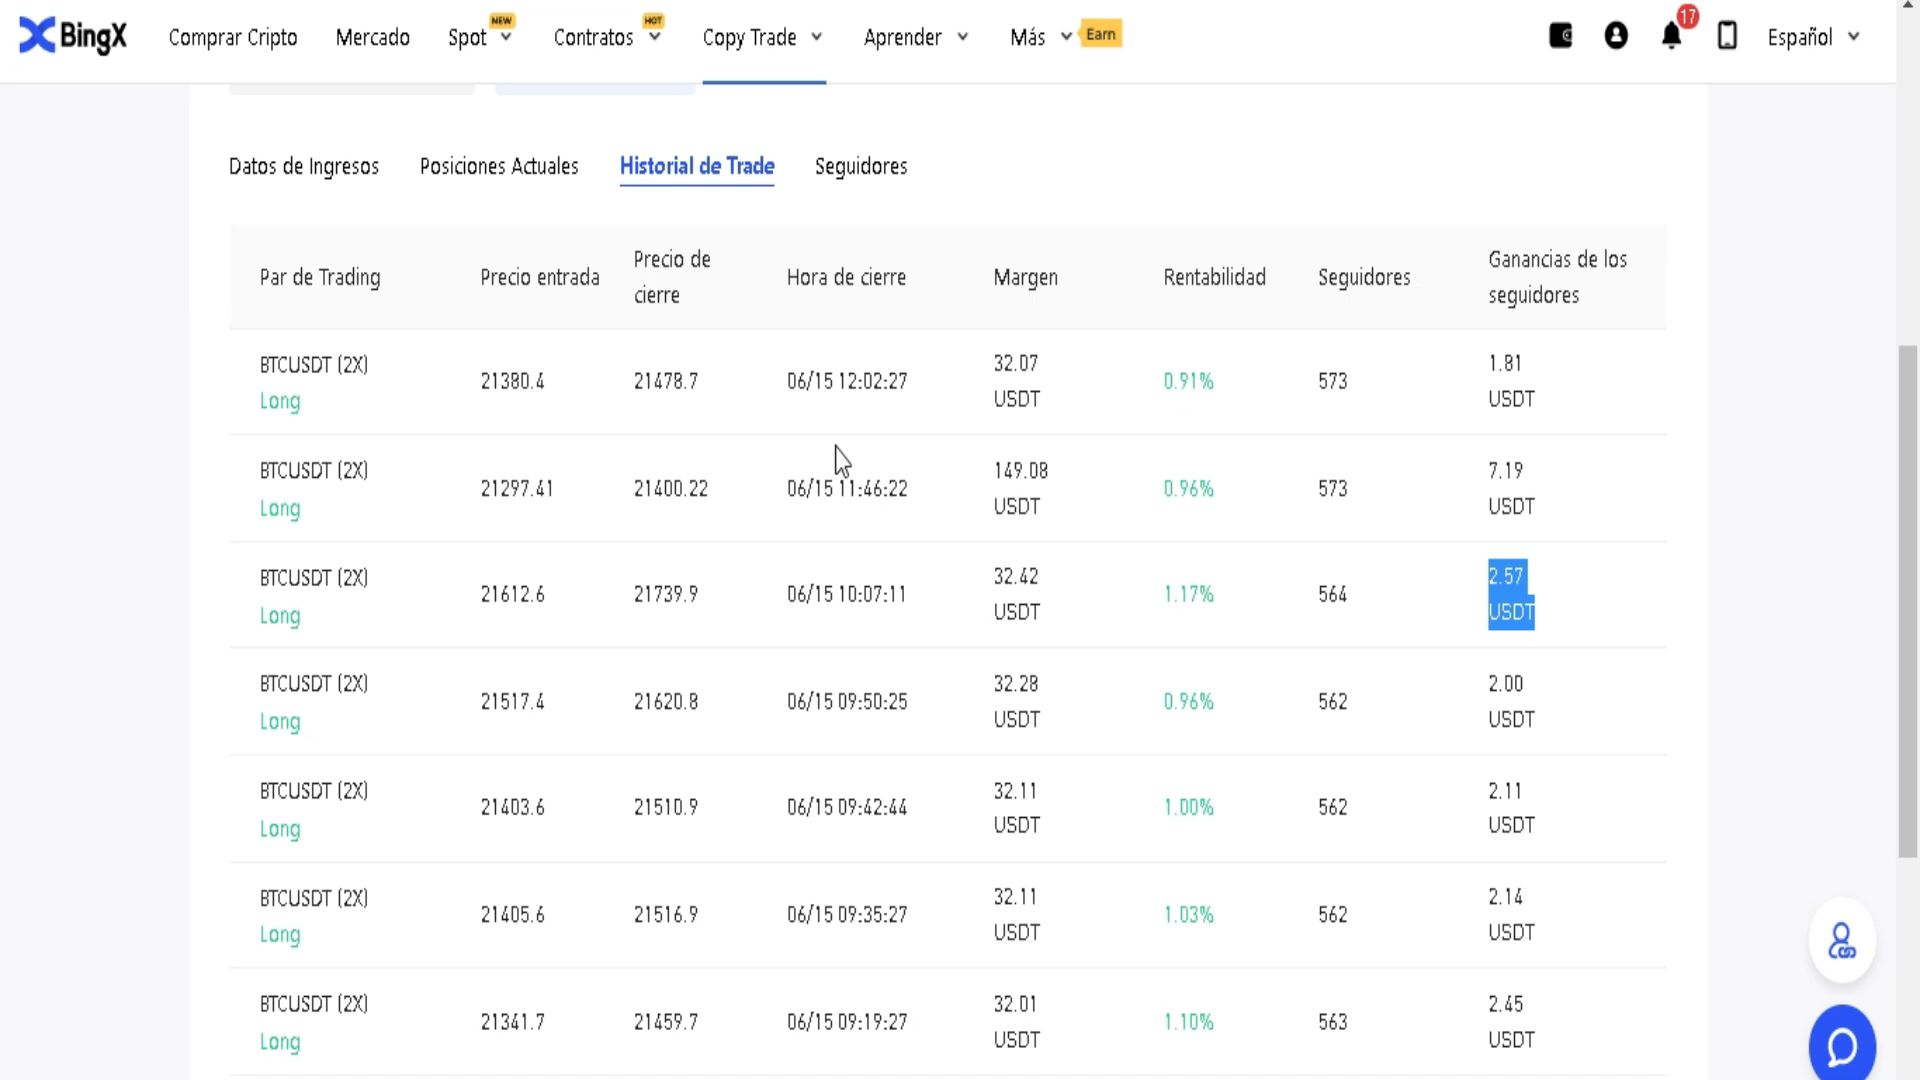 BingX Comprar Cripto Mercado Spot NEW Contratos HOT Copy Trade Aprender Más Earn 17 Español
Datos de Ingresos Posiciones Actuales Historial de Trade Seguidores
Par de Trading Precio entrada Precio de cierre Hora de cierre Margen Rentabilidad Seguidores Ganancias de los seguidores
BTCUSDT (2X) Long 21380.4 21478.7 06/15 12:02:27 32.07 USDT 0.91% 573 1.81 USDT
BTCUSDT (2X) Long 21297.41 21400.22 06/15 11:46:22 149.08 USDT 0.96% 573 7.19 USDT
BTCUSDT (2X) Long 21612.6 21739.9 06/15 10:07:11 32.42 USDT 1.17% 564 2.57 USDT
BTCUSDT (2X) Long 21517.4 21620.8 06/15 09:50:25 32.28 USDT 0.96% 562 2.00 USDT
BTCUSDT (2X) Long 21403.6 21510.9 06/15 09:42:44 32.11 USDT 1.00% 562 2.11 USDT
BTCUSDT (2X) Long 21405.6 21516.9 06/15 09:35:27 32.11 USDT 1.03% 562 2.14 USDT
BTCUSDT (2X) Long 21341.7 21459.7 06/15 09:19:27 32.01 USDT 1.10% 563 2.45 USDT